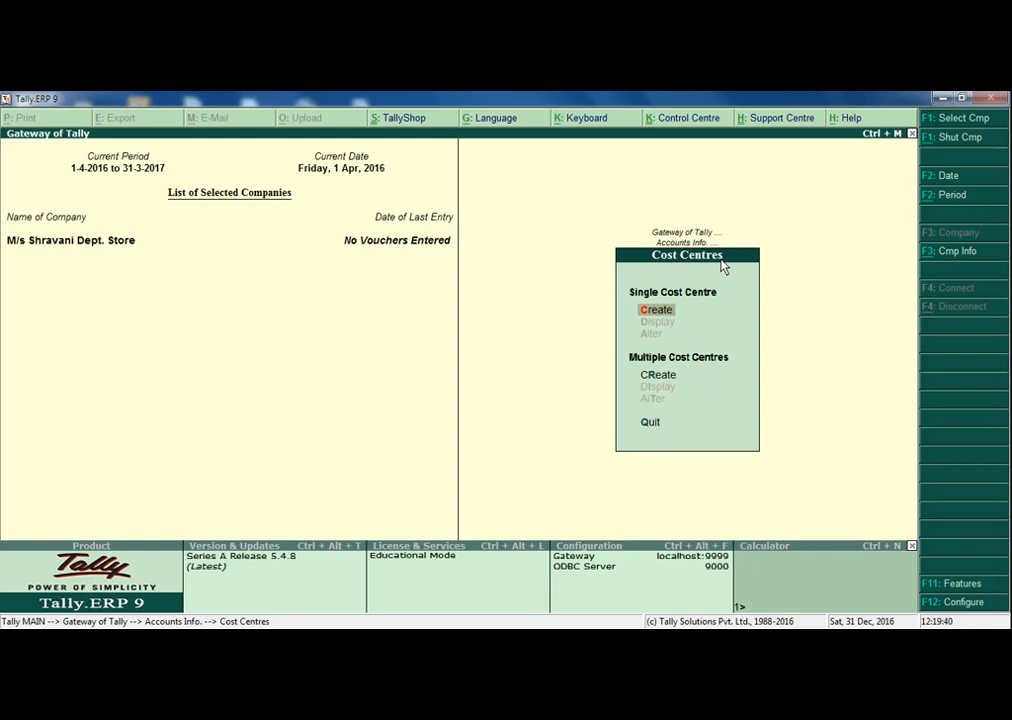 Tally.ERP 9
P: Print
E: Export
M: E-Mail
O: Upload
S: TallyShop
G: Language
K: Keyboard
K: Control Centre
H: Support Centre
H: Help
F1: Select Cmp
Gateway of Tally
Ctrl + M
F1: Shut Cmp
Current Period
Current Date
1-4-2016 to 31-3-2017
Friday, 1 Apr, 2016
F2: Date
List of Selected Companies
F2: Period
Name of Company
Date of Last Entry
M/s Shravani Dept. Store
No Vouchers Entered
Gateway of Tally ....
Accounts Info. ....
Cost Centres
Single Cost Centre
Create
Display
Alter
Multiple Cost Centres
CReate
DIsplay
AlTer
Quit
F3: Company
F3: Cmp Info
F4: Connect
F4: Disconnect
Product
Version & Updates
Ctrl + Alt + T
License & Services
Ctrl + Alt + L
Configuration
Ctrl + Alt + F
Calculator
Ctrl + N
Tally
POWER OF SIMPLICITY
Tally.ERP 9
Series A Release 5.4.8
(Latest)
Educational Mode
Gateway
localhost:9999
ODBC Server
9000
1>
F11: Features
F12: Configure
Tally MAIN --> Gateway of Tally --> Accounts Info. --> Cost Centres
(c) Tally Solutions Pvt. Ltd., 1988-2016
Sat, 31 Dec, 2016
12:19:40